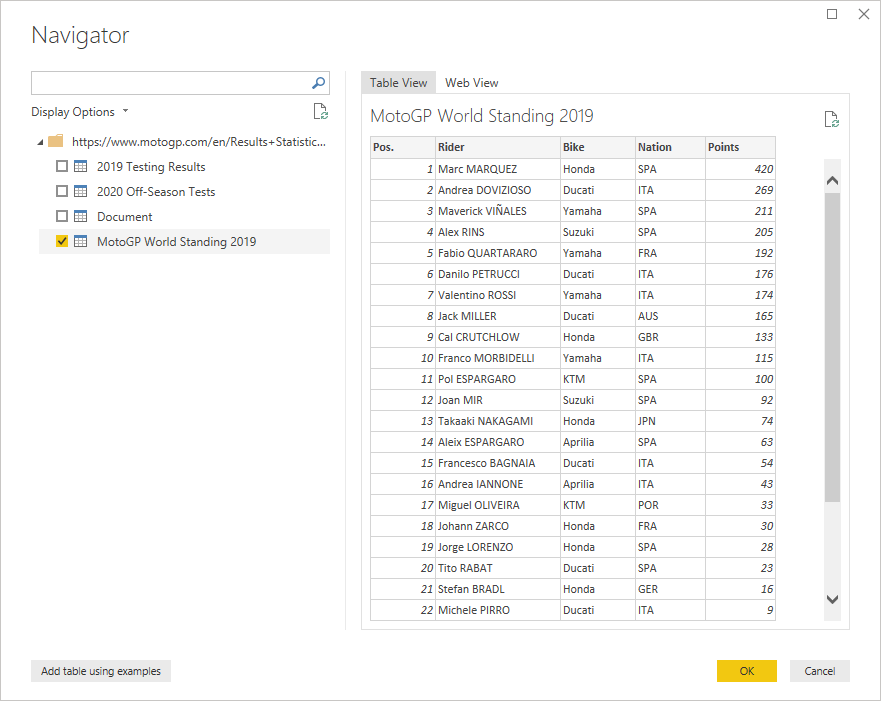 Navigator
Display Options
https://www.motogp.com/en/Results+Statistic...
2019 Testing Results
2020 Off-Season Tests
Document
MotoGP World Standing 2019
Table View Web View
MotoGP World Standing 2019
Pos. Rider Bike Nation Points
1 Marc MARQUEZ Honda SPA 420
2 Andrea DOVIZIOSO Ducati ITA 269
3 Maverick VIÑALES Yamaha SPA 211
4 Alex RINS Suzuki SPA 205
5 Fabio QUARTARARO Yamaha FRA 192
6 Danilo PETRUCCI Ducati ITA 176
7 Valentino ROSSI Yamaha ITA 174
8 Jack MILLER Ducati AUS 165
9 Cal CRUTCHLOW Honda GBR 133
10 Franco MORBIDELLI Yamaha ITA 115
11 Pol ESPARGARO KTM SPA 100
12 Joan MIR Suzuki SPA 92
13 Takaaki NAKAGAMI Honda JPN 74
14 Aleix ESPARGARO Aprilia SPA 63
15 Francesco BAGNAIA Ducati ITA 54
16 Andrea IANNONE Aprilia ITA 43
17 Miguel OLIVEIRA KTM POR 33
18 Johann ZARCO Honda FRA 30
19 Jorge LORENZO Honda SPA 28
20 Tito RABAT Ducati SPA 23
21 Stefan BRADL Honda GER 16
22 Michele PIRRO Ducati ITA 9
Add table using examples
OK Cancel